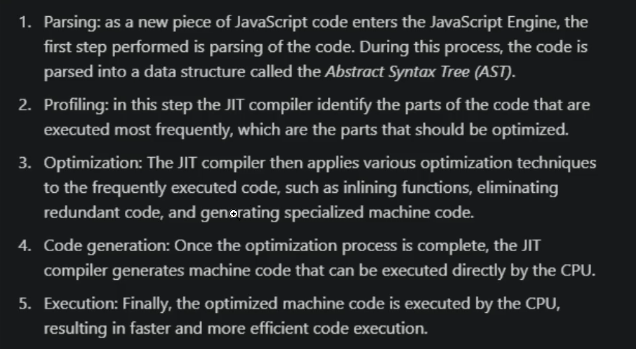 1. Parsing: as a new piece of JavaScript code enters the JavaScript Engine, the
first step performed is parsing of the code. During this process, the code is
parsed into a data structure called the Abstract Syntax Tree (AST).
2. Profiling: in this step the JIT compiler identify the parts of the code that are
executed most frequently, which are the parts that should be optimized.
3. Optimization: The JIT compiler then applies various optimization techniques
to the frequently executed code, such as inlining functions, eliminating
redundant code, and generating specialized machine code.
4. Code generation: Once the optimization process is complete, the JIT
compiler generates machine code that can be executed directly by the CPU.
5. Execution: Finally, the optimized machine code is executed by the CPU,
resulting in faster and more efficient code execution.